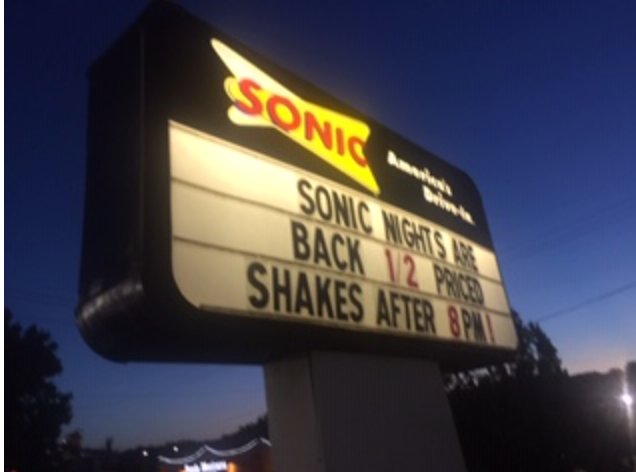 SONIC
America's
Drive-In
SONIC NIGHTS ARE
BACK 1/2 PRICED
SHAKES AFTER 8PM!